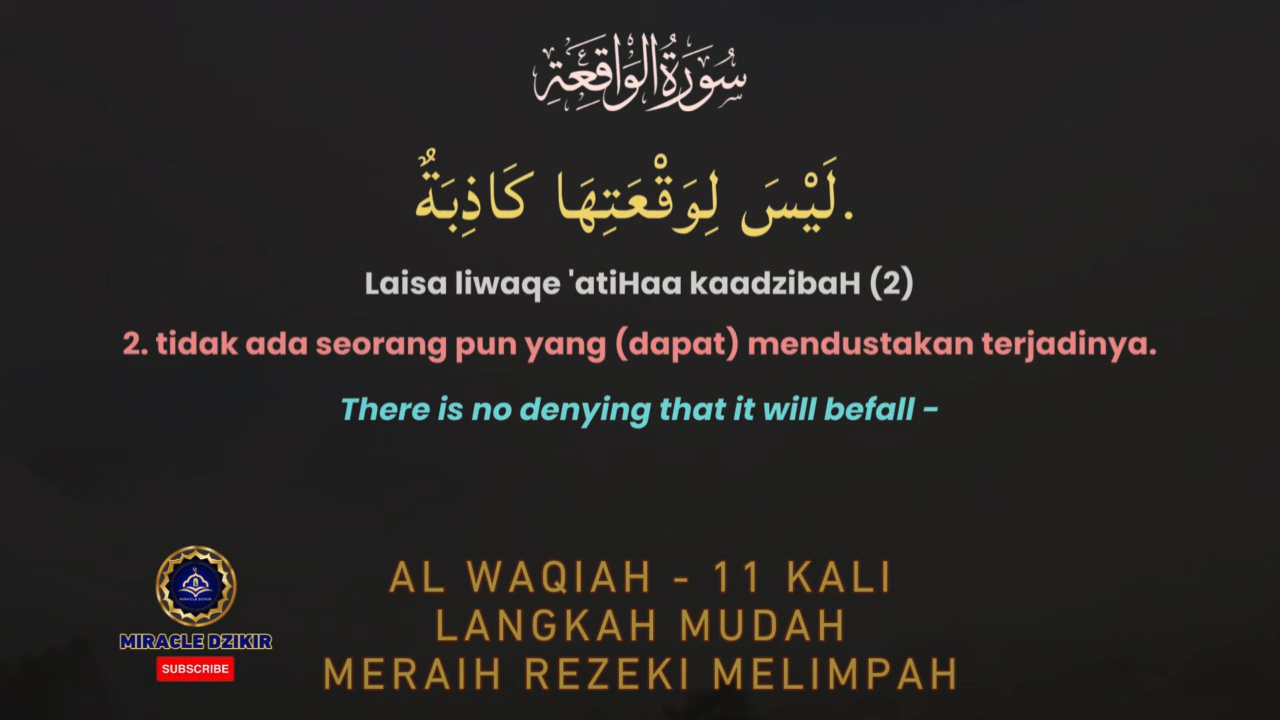 سُورَةُ الوَاقِعَةِ
لَيْسَ لِوَقْعَتِهَا كَاذِبَةٌ.
Laisa liwaqe 'atiHaa kaadzibaH (2)
2. tidak ada seorang pun yang (dapat) mendustakan terjadinya.
There is no denying that it will befall -
AL WAQIAH - 11 KALI
LANGKAH MUDAH
MERAIH REZEKI MELIMPAH
MIRACLE DZIKIR
MIRACLE DZIKIR
SUBSCRIBE